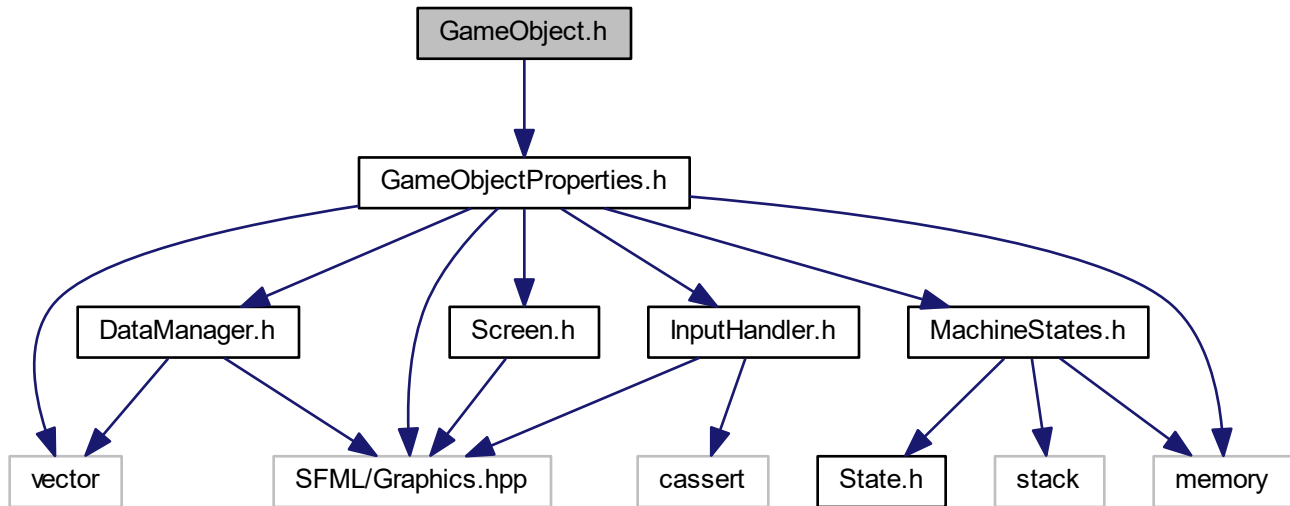 GameObject.h
GameObjectProperties.h
DataManager.h
Screen.h
InputHandler.h
MachineStates.h
vector
SFML/Graphics.hpp
cassert
State.h
stack
memory